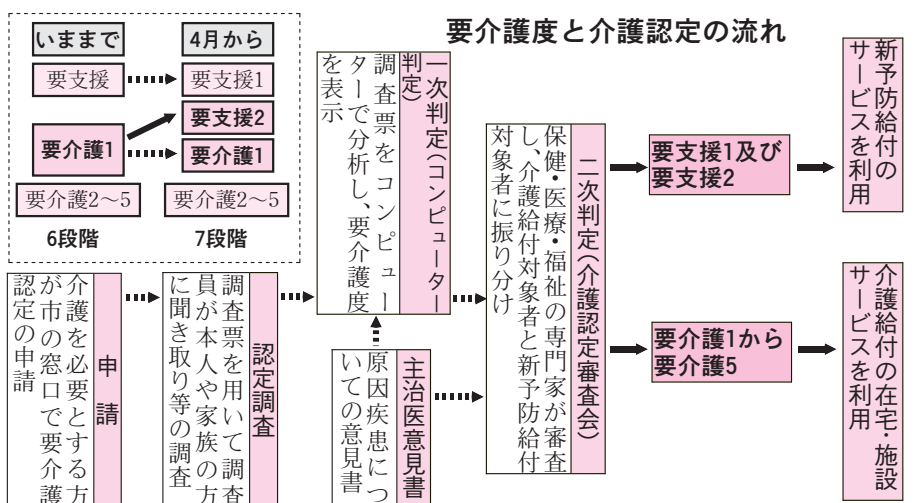 要介護度と介護認定の流れ
いままで
4月から
要支援
要支援1
要支援2
要介護1
要介護1
要介護2〜5
要介護2〜5
6段階
7段階
申請
介護を必要とする方
が市の窓口で要介護
認定の申請
認定調査
調査票を用いて調査
員が本人や家族の方
に聞き取り等の調査
一次判定(コンピューター
判定)
調査票をコンピュー
ターで分析し、要介護度
を表示
主治医意見書
原因疾患につ
いての意見書
二次判定(介護認定審査会)
保健・医療・福祉の専門家が審査
し、介護給付対象者と新予防給付
対象者に振り分け
要支援1及び
要支援2
新予防給付の
サービスを利用
要介護1から
要介護5
介護給付の在宅・施設
サービスを利用